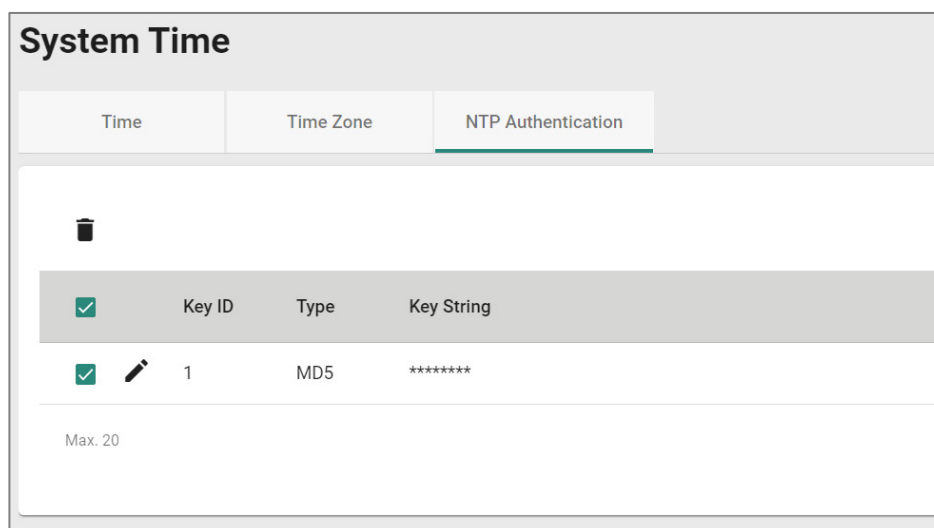 System Time
Time Time Zone NTP Authentication
Key ID Type Key String
1 MD5 ********
Max. 20